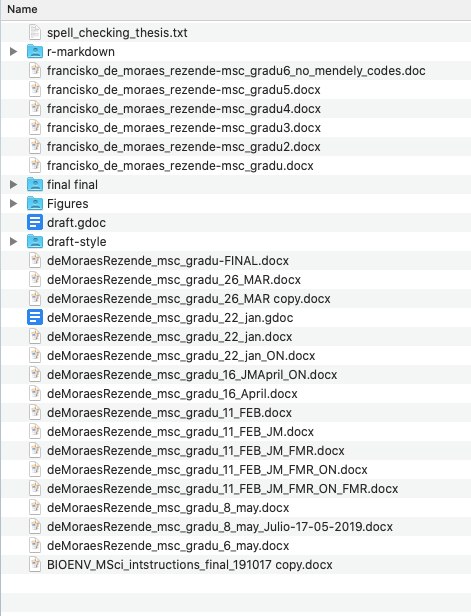 Name
spell_checking_thesis.txt
r-markdown
francisko_de_moraes_rezende-msc_gradu6_no_mendely_codes.doc
francisko_de_moraes_rezende-msc_gradu5.docx
francisko_de_moraes_rezende-msc_gradu4.docx
francisko_de_moraes_rezende-msc_gradu3.docx
francisko_de_moraes_rezende-msc_gradu2.docx
francisko_de_moraes_rezende-msc_gradu.docx
final final
Figures
draft.gdoc
draft-style
deMoraesRezende_msc_gradu-FINAL.docx
deMoraesRezende_msc_gradu_26_MAR.docx
deMoraesRezende_msc_gradu_26_MAR copy.docx
deMoraesRezende_msc_gradu_22_jan.gdoc
deMoraesRezende_msc_gradu_22_jan.docx
deMoraesRezende_msc_gradu_22_jan_ON.docx
deMoraesRezende_msc_gradu_16_JMApril_ON.docx
deMoraesRezende_msc_gradu_16_April.docx
deMoraesRezende_msc_gradu_11_FEB.docx
deMoraesRezende_msc_gradu_11_FEB_JM.docx
deMoraesRezende_msc_gradu_11_FEB_JM_FMR.docx
deMoraesRezende_msc_gradu_11_FEB_JM_FMR_ON.docx
deMoraesRezende_msc_gradu_11_FEB_JM_FMR_ON_FMR.docx
deMoraesRezende_msc_gradu_8_may.docx
deMoraesRezende_msc_gradu_8_may_Julio-17-05-2019.docx
deMoraesRezende_msc_gradu_6_may.docx
BIOENV_MSci_intstructions_final_191017 copy.docx